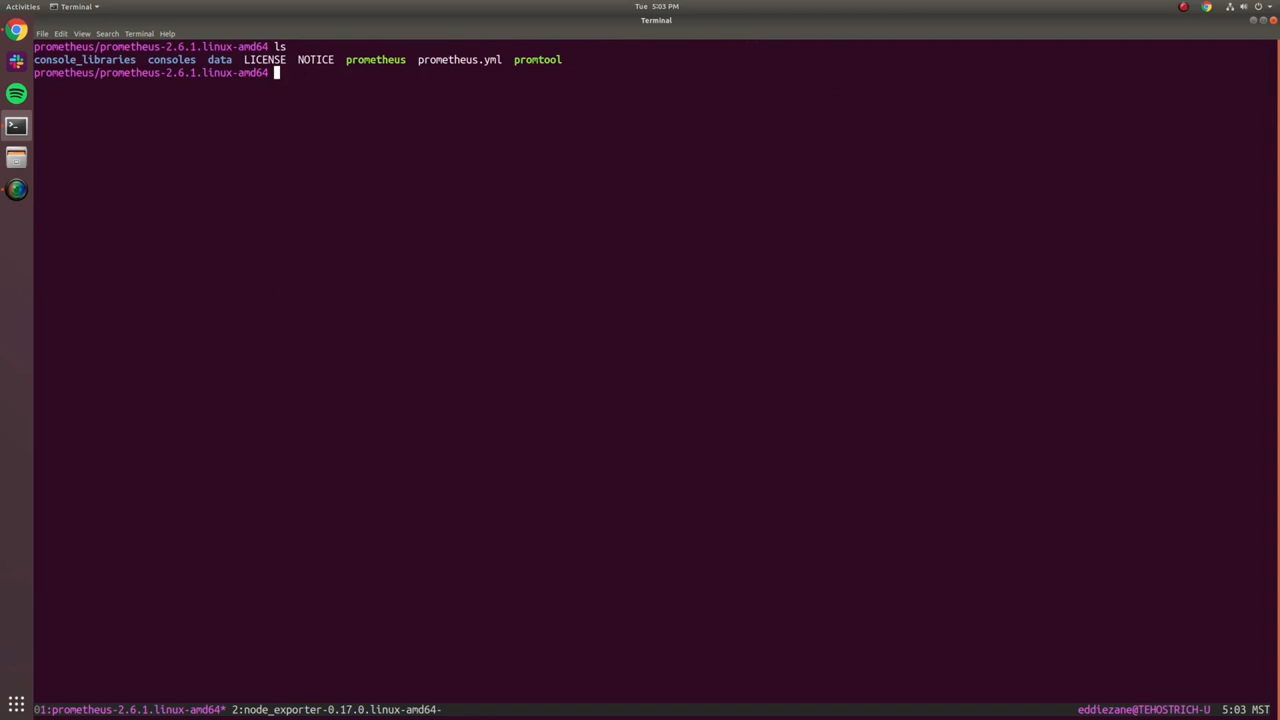 Activities Terminal Tue 5:03 PM
Terminal
File Edit View Search Terminal Help
prometheus/prometheus-2.6.1.linux-amd64 ls
console_libraries consoles data LICENSE NOTICE prometheus prometheus.yml promtool
prometheus/prometheus-2.6.1.linux-amd64
01:prometheus-2.6.1.linux-amd64* 2:node_exporter-0.17.0.linux-amd64- eddiezane@TEHOSTRICH-U 5:03 MST